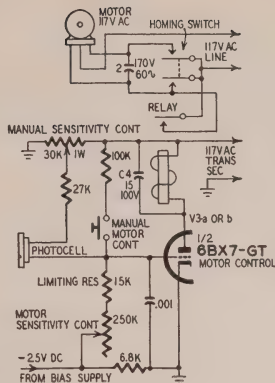 MOTOR
117V AC
HOMING SWITCH
2
170V
60~
117V AC
LINE
RELAY
MANUAL SENSITIVITY CONT
30K
1W
100K
C4
15
100V
117V AC
TRANS
SEC
27K
MANUAL
MOTOR
CONT
V3-a OR b
1/2
6BX7-GT
MOTOR CONTROL
PHOTOCELL
LIMITING RES
15K
.001
MOTOR
SENSITIVITY CONT
250K
-2.5V DC
6.8K
FROM BIAS SUPPLY